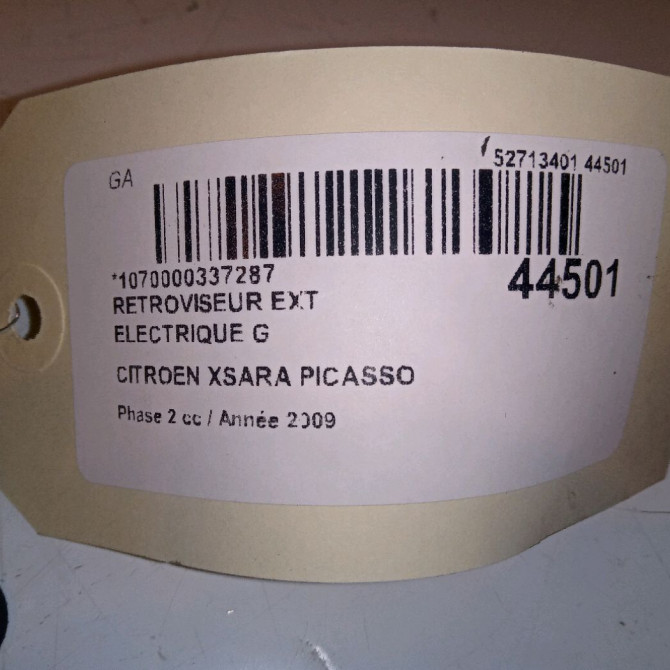 GA
52713401 44501
*1070000337287
44501
RETROVISEUR EXT
ELECTRIQUE G
CITROEN XSARA PICASSO
Phase 2 cc / Année 2009